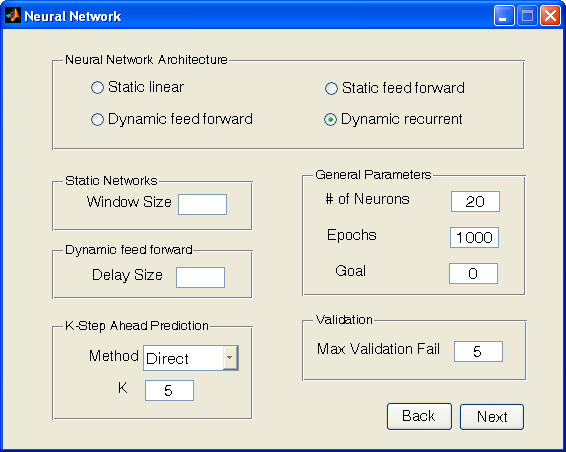 Neural Network
Neural Network Architecture
Static linear
Static feed forward
Dynamic feed forward
Dynamic recurrent
Static Networks
Window Size
Dynamic feed forward
Delay Size
K-Step Ahead Prediction
Method Direct
K 5
General Parameters
# of Neurons 20
Epochs 1000
Goal 0
Validation
Max Validation Fail 5
Back
Next